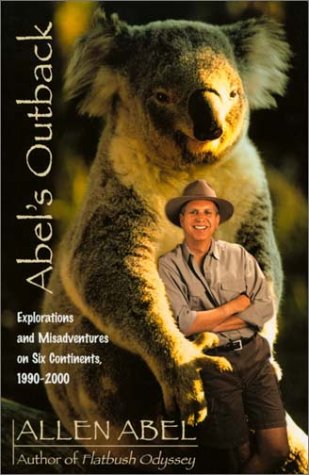 Abel's Outback
Explorations
and Misadventures
on Six Continents,
1990-2000
ALLEN ABEL
Author of Flatbush Odyssey